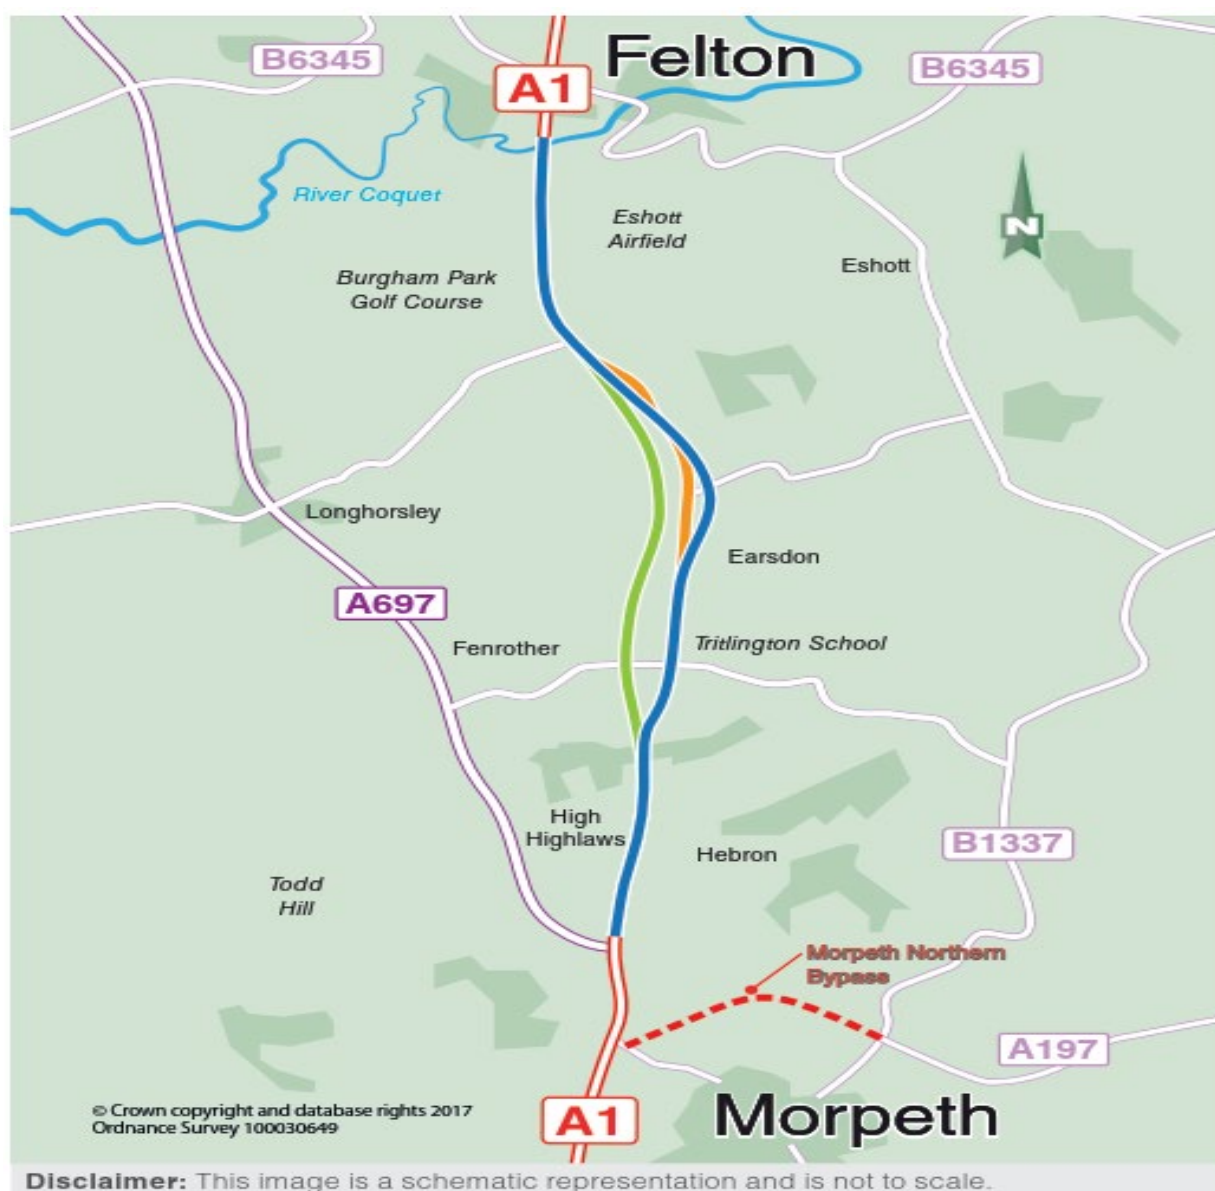 B6345
Felton
B6345
A1
River Coquet
Eshott
Airfield
Eshott
Burgham Park
Golf Course
N
Longhorsley
Earsdon
A697
Fenrother
Tritlington School
High
Highlaws
Hebron
B1337
Todd
Hill
Morpeth Northern
Bypass
A197
© Crown copyright and database rights 2017
Ordnance Survey 100030649
A1
Morpeth
Disclaimer: This image is a schematic representation and is not to scale.